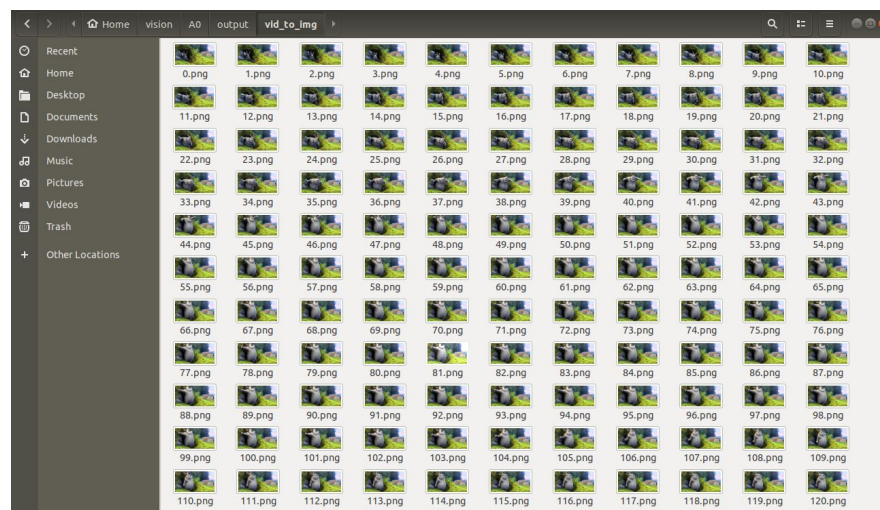 Home vision A0 output vid_to_img
Recent
Home
Desktop
Documents
Downloads
Music
Pictures
Videos
Trash
+ Other Locations
0.png 1.png 2.png 3.png 4.png 5.png 6.png 7.png 8.png 9.png 10.png
11.png 12.png 13.png 14.png 15.png 16.png 17.png 18.png 19.png 20.png 21.png
22.png 23.png 24.png 25.png 26.png 27.png 28.png 29.png 30.png 31.png 32.png
33.png 34.png 35.png 36.png 37.png 38.png 39.png 40.png 41.png 42.png 43.png
44.png 45.png 46.png 47.png 48.png 49.png 50.png 51.png 52.png 53.png 54.png
55.png 56.png 57.png 58.png 59.png 60.png 61.png 62.png 63.png 64.png 65.png
66.png 67.png 68.png 69.png 70.png 71.png 72.png 73.png 74.png 75.png 76.png
77.png 78.png 79.png 80.png 81.png 82.png 83.png 84.png 85.png 86.png 87.png
88.png 89.png 90.png 91.png 92.png 93.png 94.png 95.png 96.png 97.png 98.png
99.png 100.png 101.png 102.png 103.png 104.png 105.png 106.png 107.png 108.png 109.png
110.png 111.png 112.png 113.png 114.png 115.png 116.png 117.png 118.png 119.png 120.png